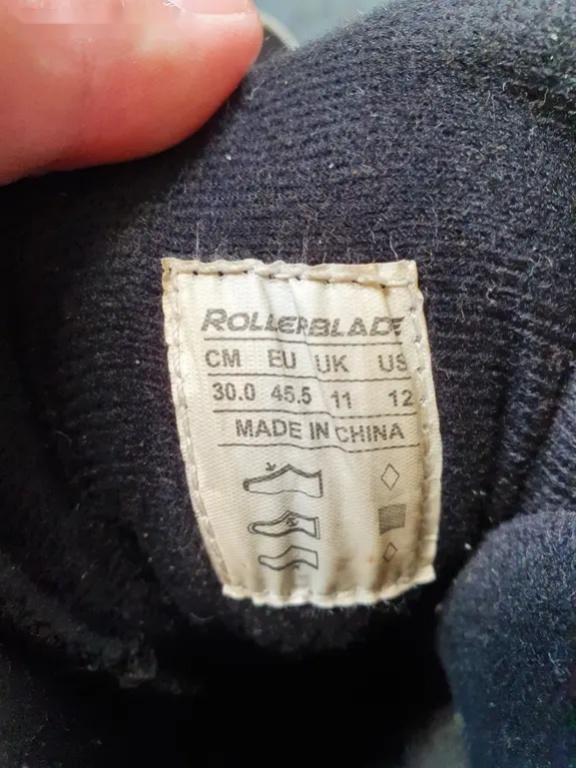 ROLLERBLADE
CM EU UK US
30.0 45.5 11 12
MADE IN CHINA